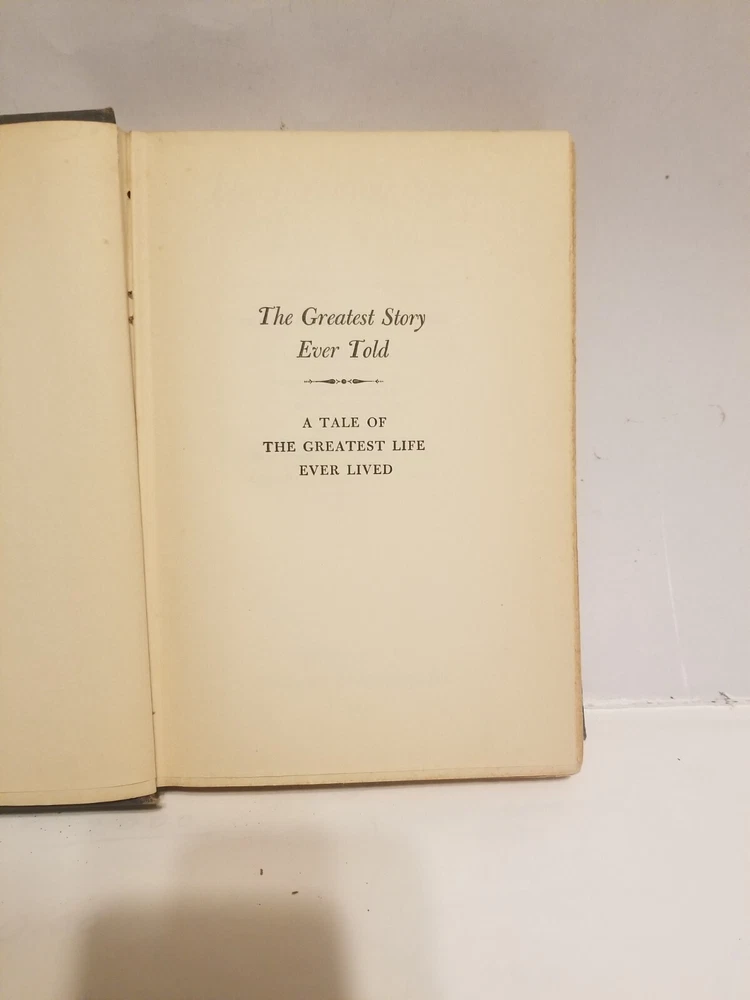 The Greatest Story
Ever Told
A TALE OF
THE GREATEST LIFE
EVER LIVED